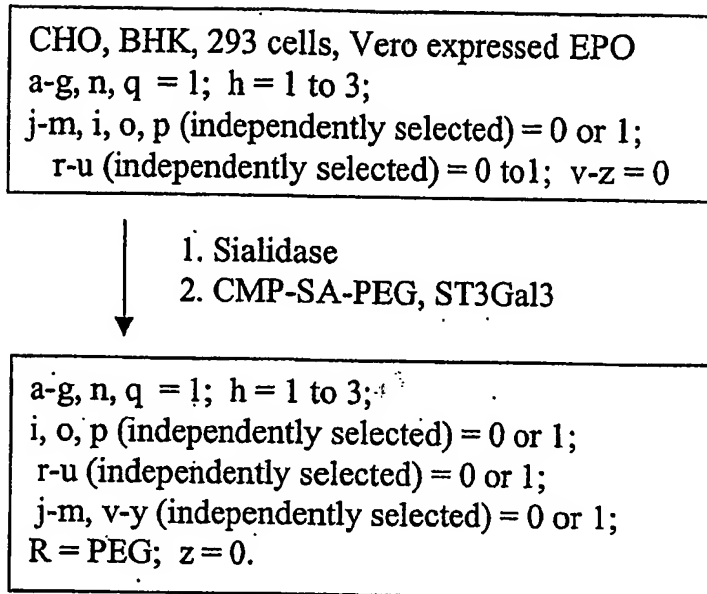 CHO, BHK, 293 cells, Vero expressed EPO
a-g, n, q = 1; h = 1 to 3;
j-m, i, o, p (independently selected) = 0 or 1;
r-u (independently selected) = 0 to1; v-z = 0
1. Sialidase
2. CMP-SA-PEG, ST3Gal3
a-g, n, q = 1; h = 1 to 3;
i, o, p (independently selected) = 0 or 1;
r-u (independently selected) = 0 or 1;
j-m, v-y (independently selected) = 0 or 1;
R = PEG; z = 0.